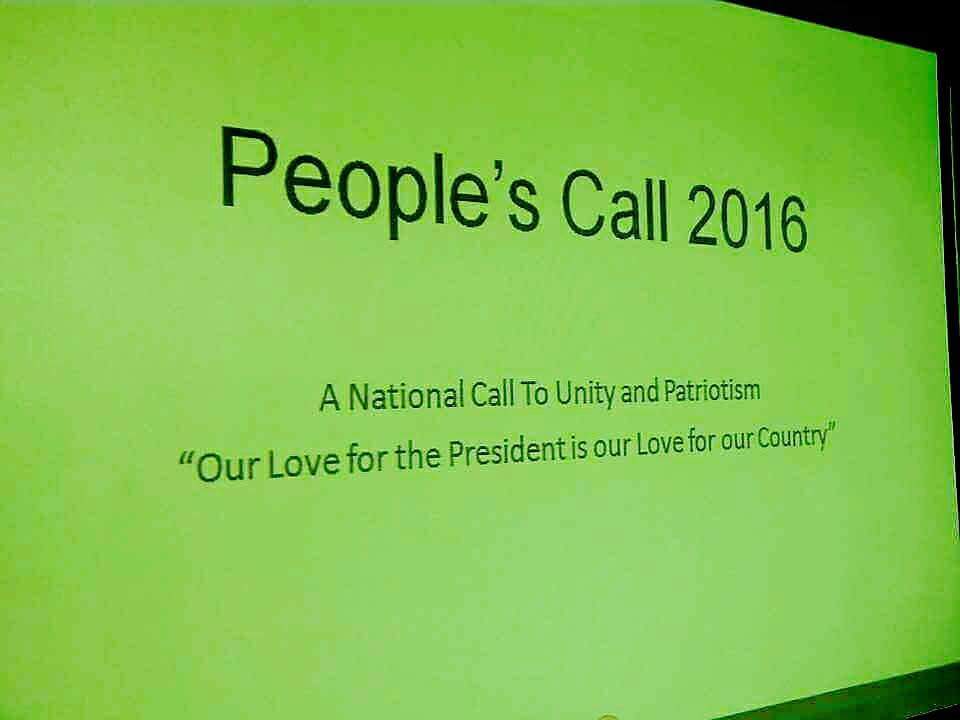 People's Call 2016
A National Call To Unity and Patriotism
“Our Love for the President is our Love for our Country”